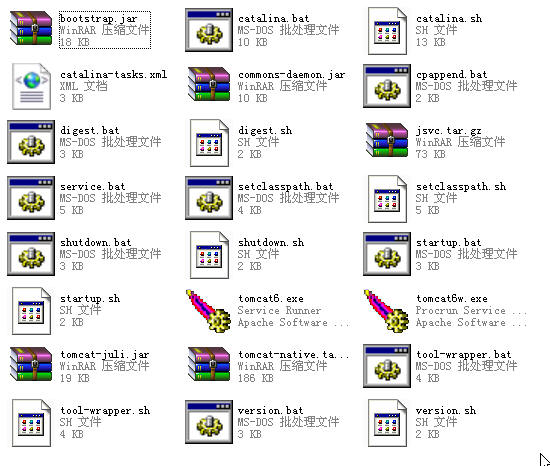 bootstrap.jar
WinRAR 压缩文件
18 KB
catalina.bat
MS-DOS 批处理文件
10 KB
catalina.sh
SH 文件
13 KB
catalina-tasks.xml
XML 文档
3 KB
commons-daemon.jar
WinRAR 压缩文件
10 KB
cpappend.bat
MS-DOS 批处理文件
2 KB
digest.bat
MS-DOS 批处理文件
3 KB
digest.sh
SH 文件
2 KB
jsvc.tar.gz
WinRAR 压缩文件
73 KB
service.bat
MS-DOS 批处理文件
5 KB
setclasspath.bat
MS-DOS 批处理文件
4 KB
setclasspath.sh
SH 文件
5 KB
shutdown.bat
MS-DOS 批处理文件
3 KB
shutdown.sh
SH 文件
2 KB
startup.bat
MS-DOS 批处理文件
3 KB
startup.sh
SH 文件
2 KB
tomcat6.exe
Service Runner
Apache Software ...
tomcat6w.exe
Procrun Service ...
Apache Software ...
tomcat-juli.jar
WinRAR 压缩文件
19 KB
tomcat-native.ta...
WinRAR 压缩文件
186 KB
tool-wrapper.bat
MS-DOS 批处理文件
4 KB
tool-wrapper.sh
SH 文件
4 KB
version.bat
MS-DOS 批处理文件
3 KB
version.sh
SH 文件
2 KB